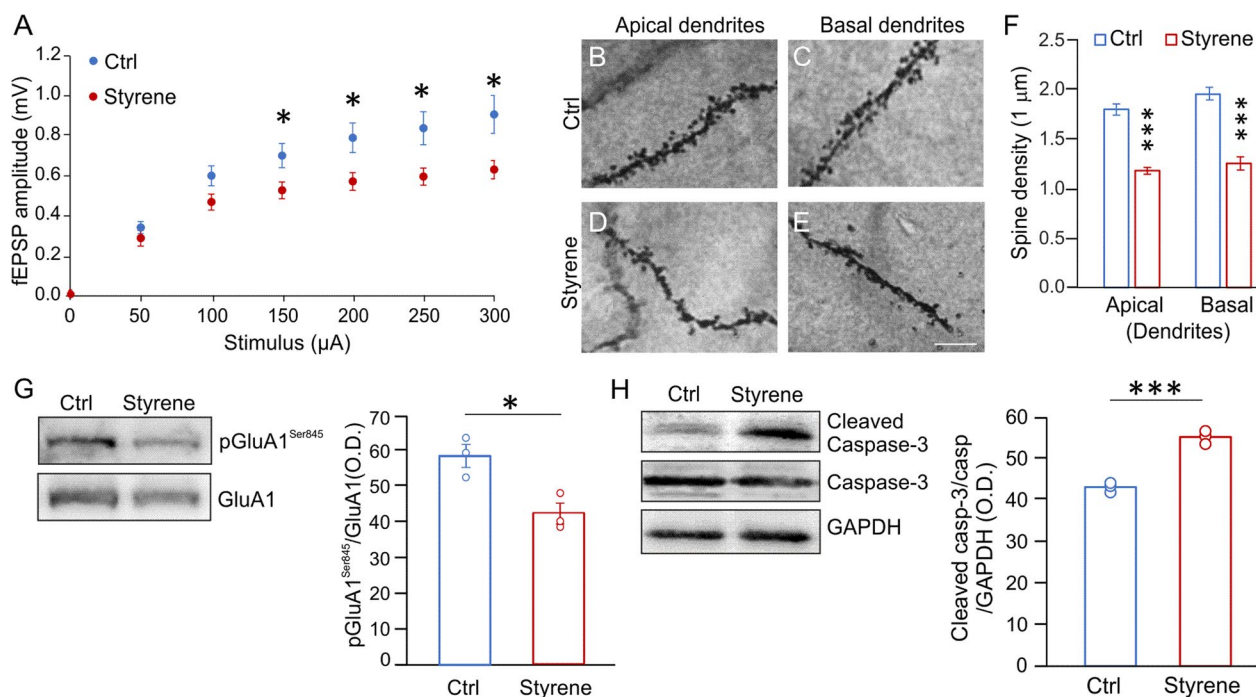 A
fEPSP amplitude (mV)
1.2
1.0
0.8
0.6
0.4
0.2
0.0
Ctrl
Styrene
*
*
*
*
0
50
100
150
200
250
300
Stimulus (µA)
Apical dendrites
Basal dendrites
Ctrl
Styrene
B
C
D
E
F
Ctrl
Styrene
Spine density (1 µm)
2.5
2.0
1.5
1.0
0.5
0.0
***
***
Apical
Basal
(Dendrites)
G
Ctrl
Styrene
pGluA1Ser845
GluA1
pGluA1Ser845/GluA1(O.D.)
70
60
50
40
30
20
10
0
*
Ctrl
Styrene
H
Ctrl
Styrene
Cleaved
Caspase-3
Caspase-3
GAPDH
Cleaved casp-3/casp
/GAPDH (O.D.)
60
50
40
30
20
10
0
***
Ctrl
Styrene